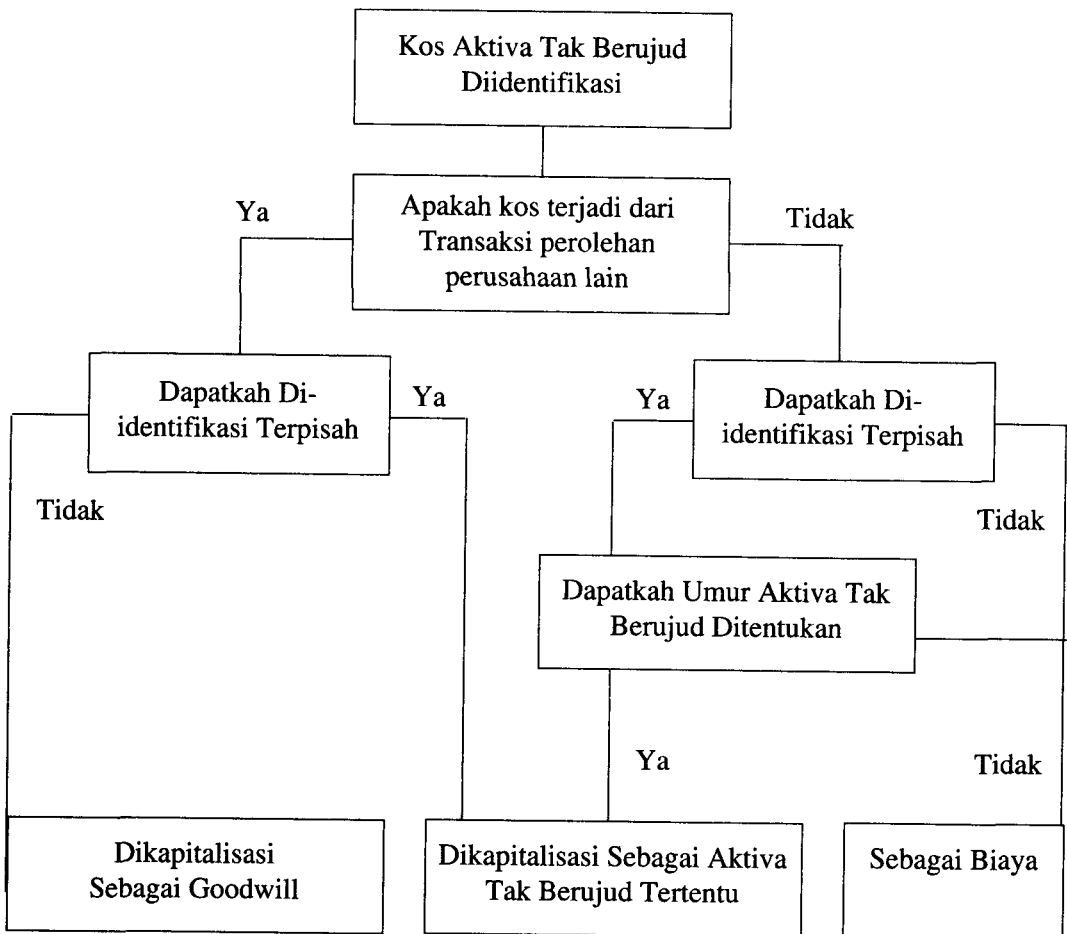 Kos Aktiva Tak Berujud
Diidentifikasi
Ya
Apakah kos terjadi dari
Transaksi perolehan
perusahaan lain
Tidak
Dapatkah Di-
identifikasi Terpisah
Ya
Ya
Dapatkah Di-
identifikasi Terpisah
Tidak
Tidak
Dapatkah Umur Aktiva Tak
Berujud Ditentukan
Ya
Tidak
Dikapitalisasi
Sebagai Goodwill
Dikapitalisasi Sebagai Aktiva
Tak Berujud Tertentu
Sebagai Biaya